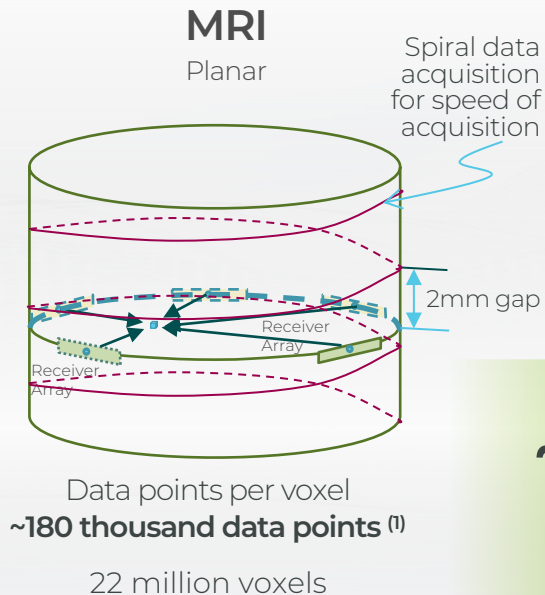 MRI
Planar
Spiral data
acquisition
for speed of
acquisition
2mm gap
Receiver
Array
Receiver
Array
Data points per voxel
~180 thousand data points (1)
22 million voxels